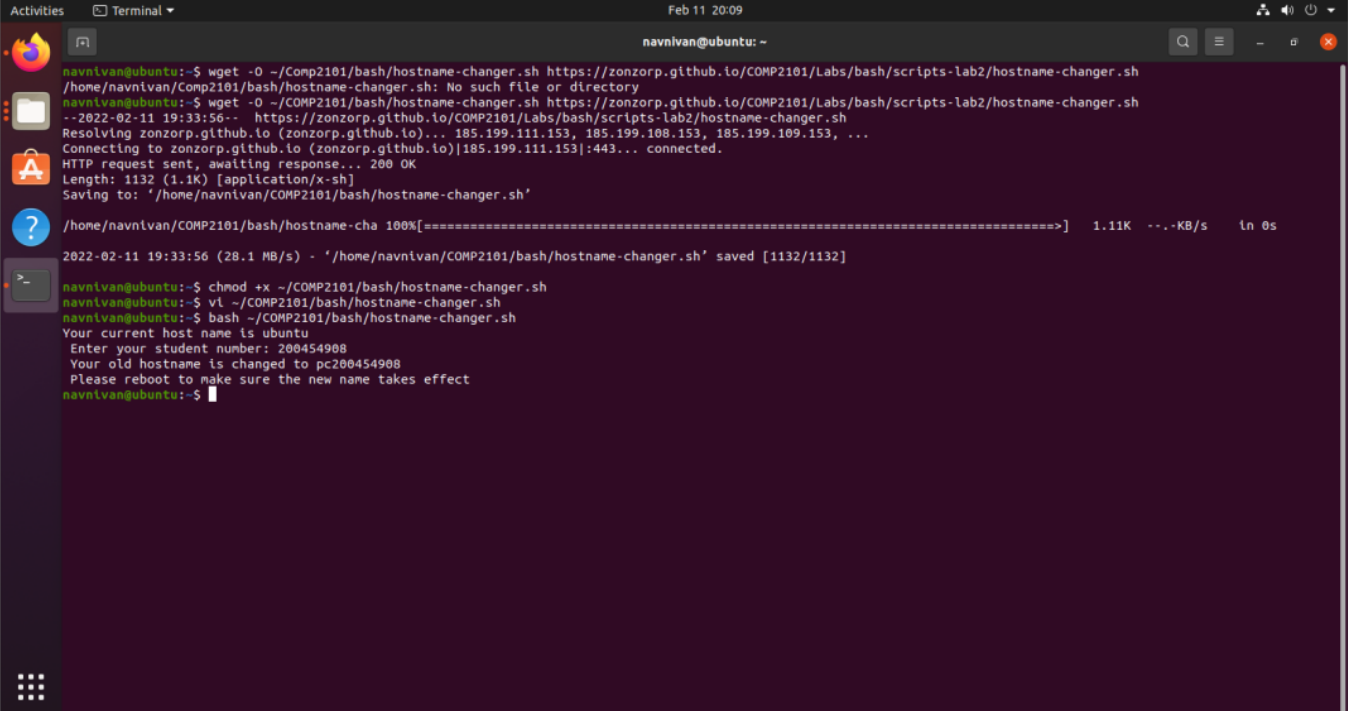 Activities Terminal Feb 11 20:09
navnivan@ubuntu: ~
navnivan@ubuntu:~$ wget -O ~/Comp2101/bash/hostname-changer.sh https://zonzorp.github.io/COMP2101/Labs/bash/scripts-lab2/hostname-changer.sh
/home/navnivan/Comp2101/bash/hostname-changer.sh: No such file or directory
navnivan@ubuntu:~$ wget -O ~/COMP2101/bash/hostname-changer.sh https://zonzorp.github.io/COMP2101/Labs/bash/scripts-lab2/hostname-changer.sh
--2022-02-11 19:33:56-- https://zonzorp.github.io/COMP2101/Labs/bash/scripts-lab2/hostname-changer.sh
Resolving zonzorp.github.io (zonzorp.github.io)... 185.199.111.153, 185.199.108.153, 185.199.109.153, ...
Connecting to zonzorp.github.io (zonzorp.github.io)|185.199.111.153|:443... connected.
HTTP request sent, awaiting response... 200 OK
Length: 1132 (1.1K) [application/x-sh]
Saving to: ‘/home/navnivan/COMP2101/bash/hostname-changer.sh’
/home/navnivan/COMP2101/bash/hostname-cha 100%[==================================================================================>] 1.11K --.-KB/s in 0s
2022-02-11 19:33:56 (28.1 MB/s) - ‘/home/navnivan/COMP2101/bash/hostname-changer.sh’ saved [1132/1132]
navnivan@ubuntu:~$ chmod +x ~/COMP2101/bash/hostname-changer.sh
navnivan@ubuntu:~$ vi ~/COMP2101/bash/hostname-changer.sh
navnivan@ubuntu:~$ bash ~/COMP2101/bash/hostname-changer.sh
Your current host name is ubuntu
Enter your student number: 200454908
Your old hostname is changed to pc200454908
Please reboot to make sure the new name takes effect
navnivan@ubuntu:~$